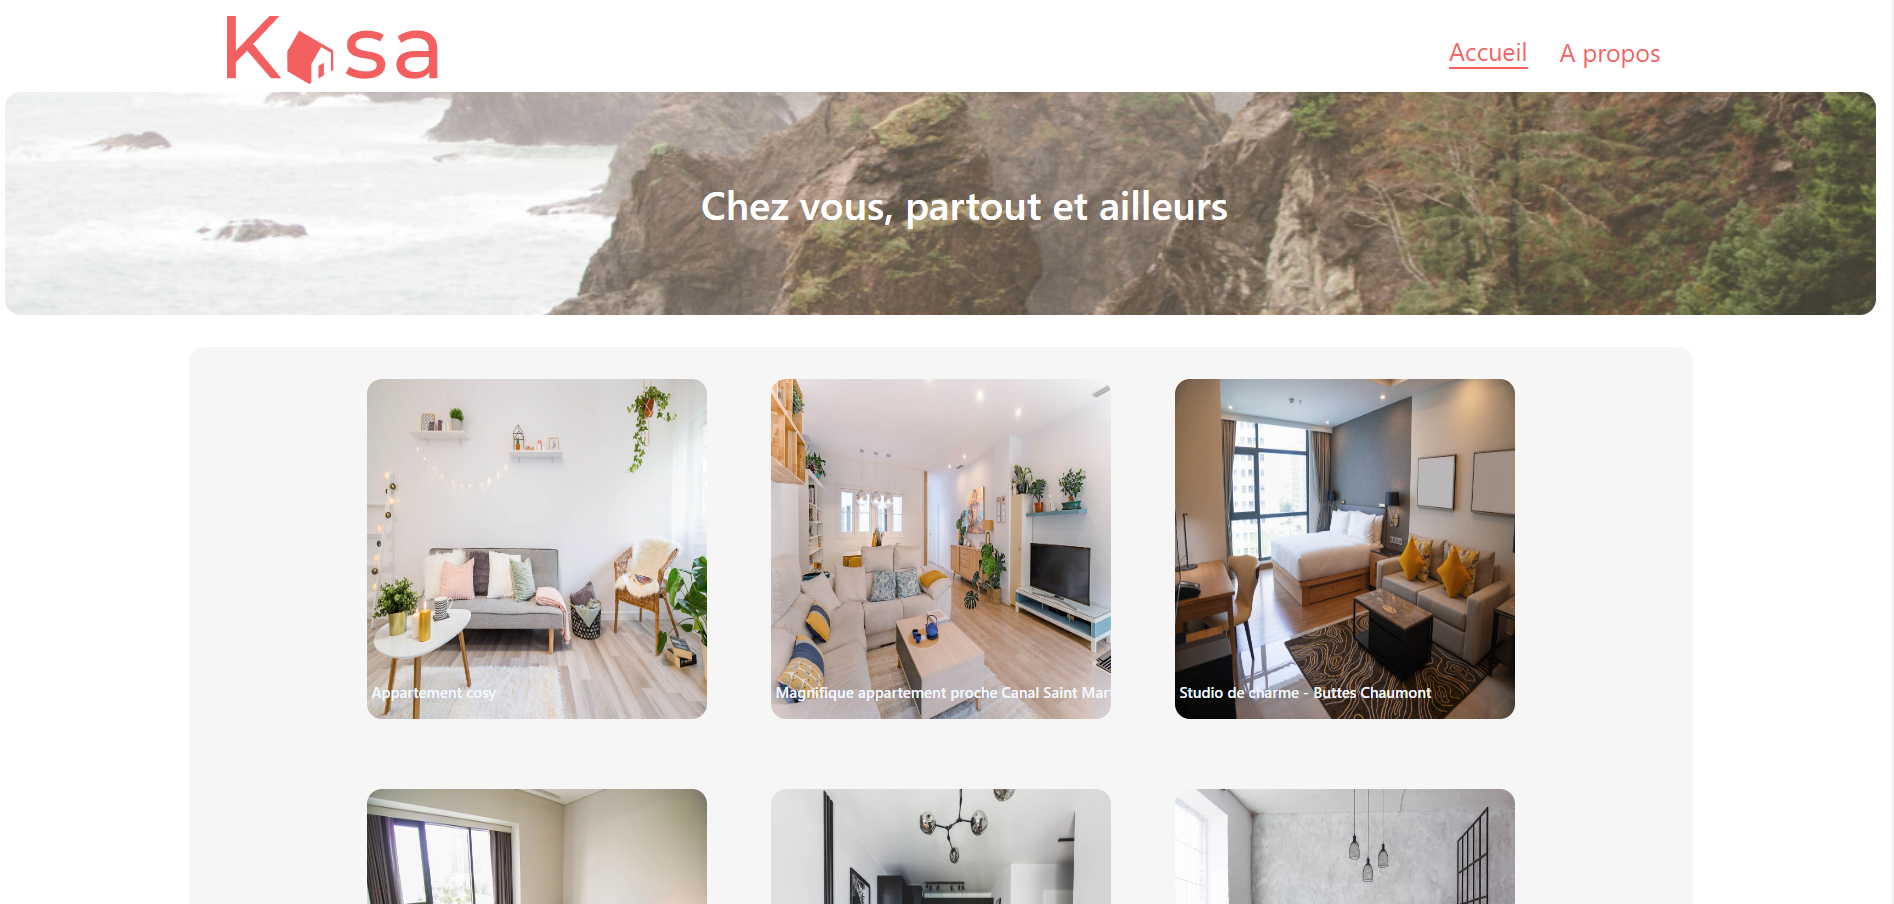 Kasa
Accueil
A propos
Chez vous, partout et ailleurs
Appartement cosy
Magnifique appartement proche Canal Saint Mart
Studio de charme - Buttes Chaumont